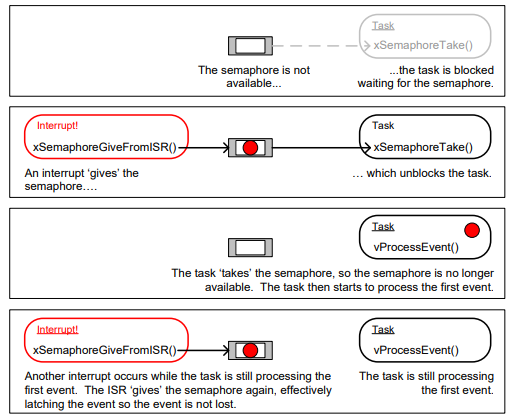 Task
xSemaphoreTake()
The semaphore is not
available...
...the task is blocked
waiting for the semaphore.
Interrupt!
xSemaphoreGiveFromISR()
Task
xSemaphoreTake()
An interrupt ‘gives’ the
semaphore….
… which unblocks the task.
Task
vProcessEvent()
The task ‘takes’ the semaphore, so the semaphore is no longer
available.  The task then starts to process the first event.
Interrupt!
xSemaphoreGiveFromISR()
Task
vProcessEvent()
Another interrupt occurs while the task is still processing the
first event.  The ISR ‘gives’ the semaphore again, effectively
latching the event so the event is not lost.
The task is still processing
the first event.